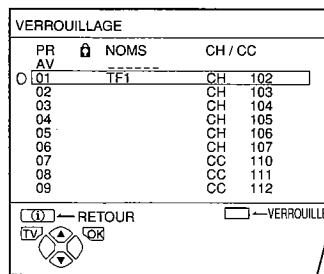 VERROUILLAGE
PR NOMS CH / CC
AV ------
01 TF1 CH 102
02 CH 103
03 CH 104
04 CH 105
05 CH 106
06 CH 107
07 CC 110
08 CC 111
09 CC 112
i ← RETOUR ←VERROUILLE
TV OK